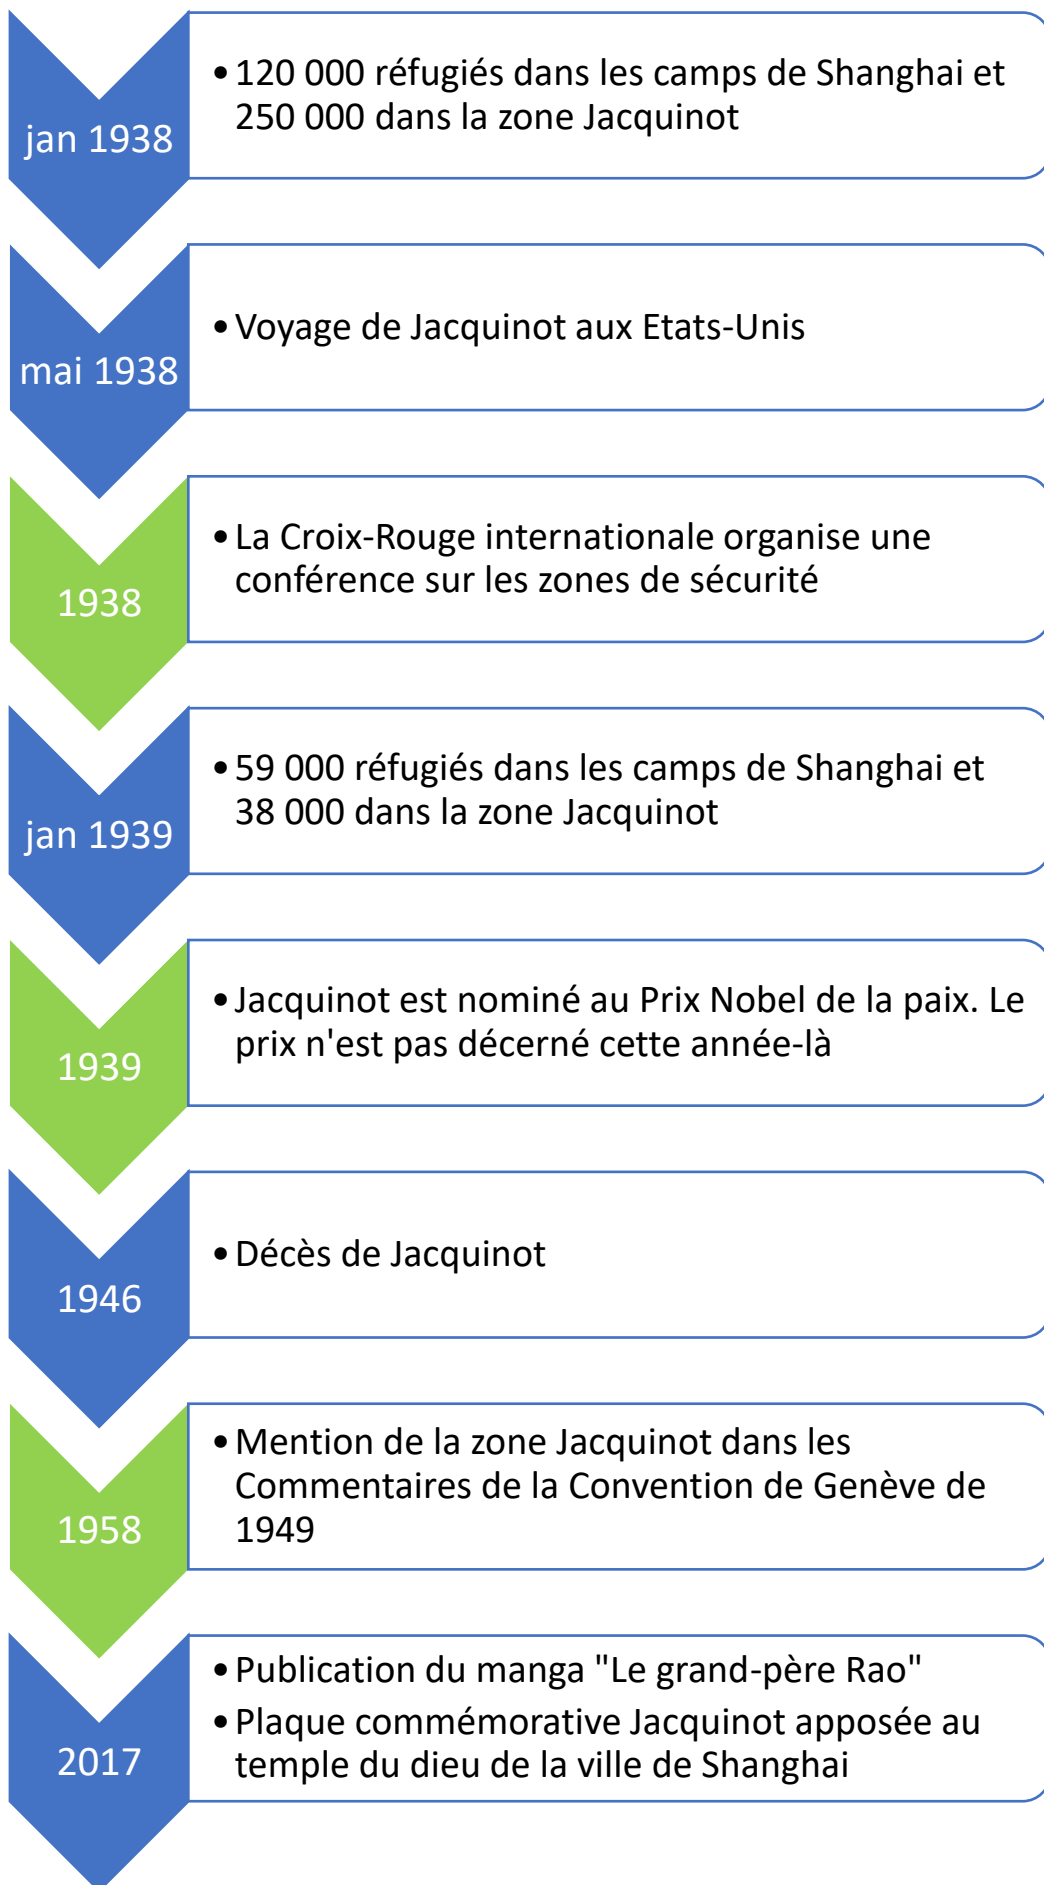 jan 1938
• 120 000 réfugiés dans les camps de Shanghai et
250 000 dans la zone Jacquinot
mai 1938
• Voyage de Jacquinot aux Etats-Unis
1938
• La Croix-Rouge internationale organise une
conférence sur les zones de sécurité
jan 1939
• 59 000 réfugiés dans les camps de Shanghai et
38 000 dans la zone Jacquinot
1939
• Jacquinot est nominé au Prix Nobel de la paix. Le
prix n'est pas décerné cette année-là
1946
• Décès de Jacquinot
1958
• Mention de la zone Jacquinot dans les
Commentaires de la Convention de Genève de
1949
2017
• Publication du manga "Le grand-père Rao"
• Plaque commémorative Jacquinot apposée au
temple du dieu de la ville de Shanghai